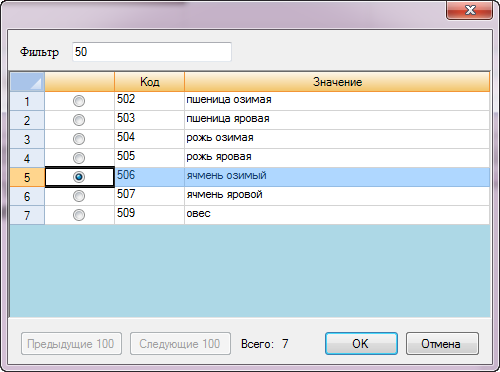 Фильтр 50
Код Значение
1 502 пшеница озимая
2 503 пшеница яровая
3 504 рожь озимая
4 505 рожь яровая
5 506 ячмень озимый
6 507 ячмень яровой
7 509 овес
Предыдущие 100 Следующие 100 Всего: 7 OK Отмена